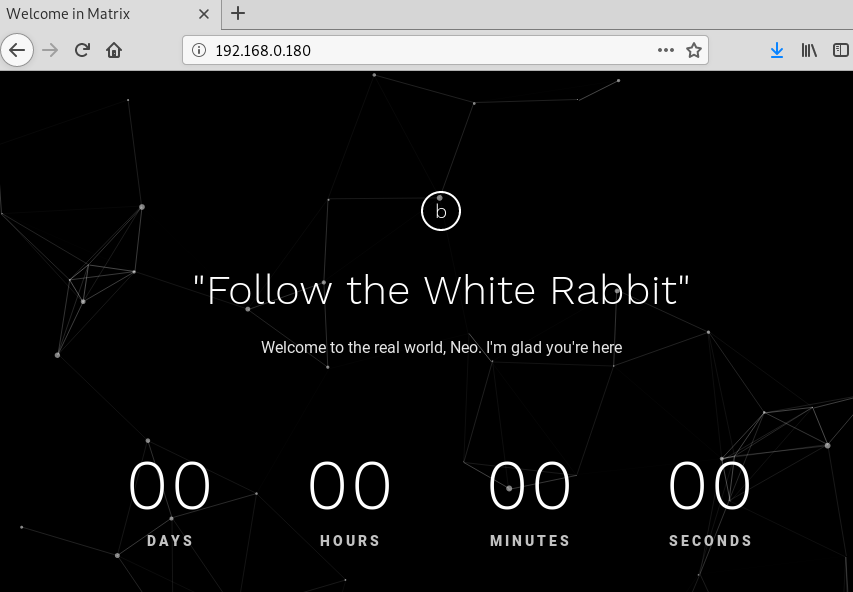 Welcome in Matrix
192.168.0.180
b
"Follow the White Rabbit"
Welcome to the real world, Neo. I'm glad you're here
00 00 00 00
DAYS HOURS MINUTES SECONDS